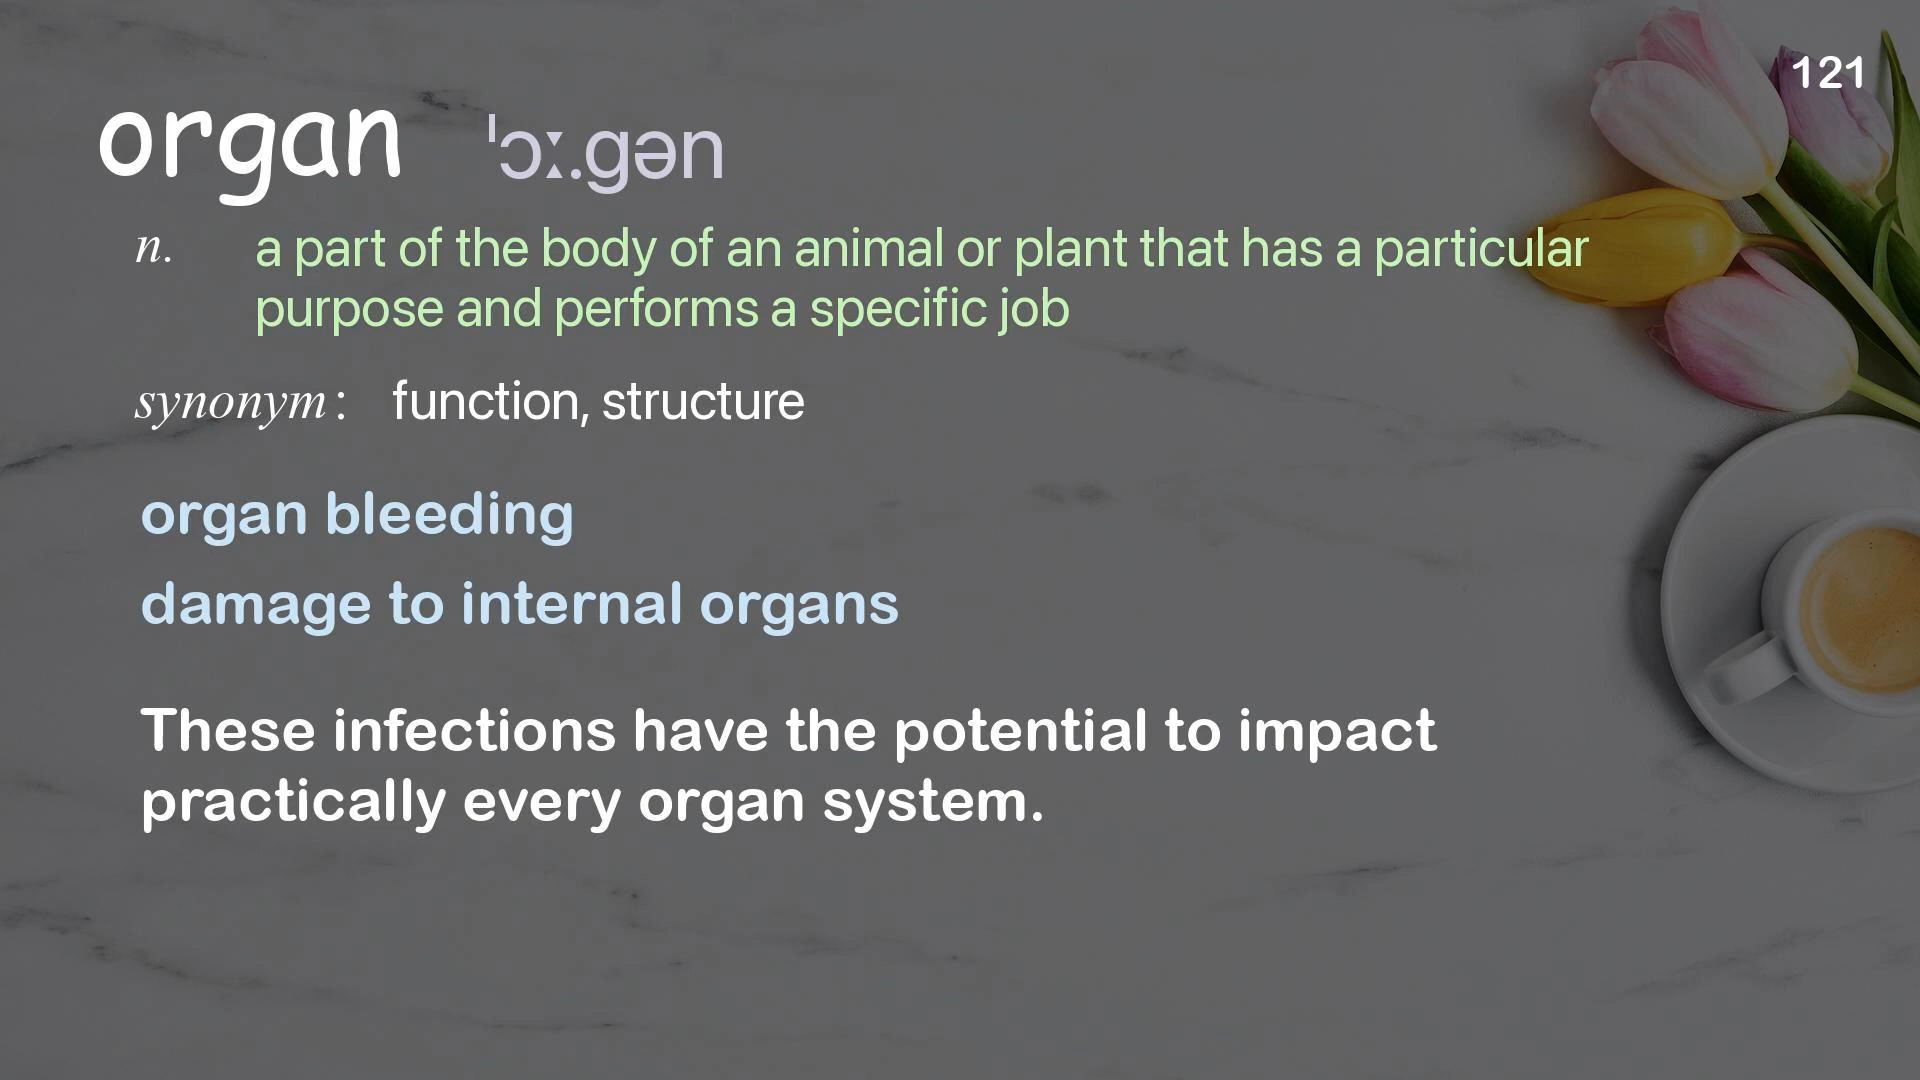 121
organ ˈɔː.ɡən
n. a part of the body of an animal or plant that has a particular
purpose and performs a specific job
synonym: function, structure
organ bleeding
damage to internal organs
These infections have the potential to impact
practically every organ system.